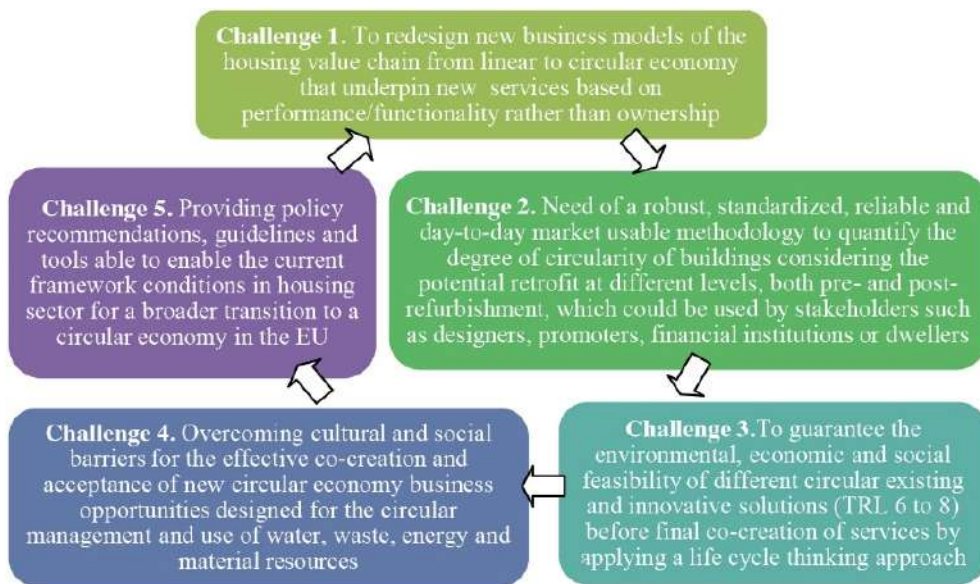 Challenge 1. To redesign new business models of the
housing value chain from linear to circular economy
that underpin new services based on
performance/functionality rather than ownership
Challenge 2. Need of a robust, standardized, reliable and
day-to-day market usable methodology to quantify the
degree of circularity of buildings considering the
potential retrofit at different levels, both pre- and post-
refurbishment, which could be used by stakeholders such
as designers, promoters, financial institutions or dwellers
Challenge 3.To guarantee the
environmental, economic and social
feasibility of different circular existing
and innovative solutions (TRL 6 to 8)
before final co-creation of services by
applying a life cycle thinking approach
Challenge 4. Overcoming cultural and social
barriers for the effective co-creation and
acceptance of new circular economy business
opportunities designed for the circular
management and use of water, waste, energy and
material resources
Challenge 5. Providing policy
recommendations, guidelines and
tools able to enable the current
framework conditions in housing
sector for a broader transition to a
circular economy in the EU